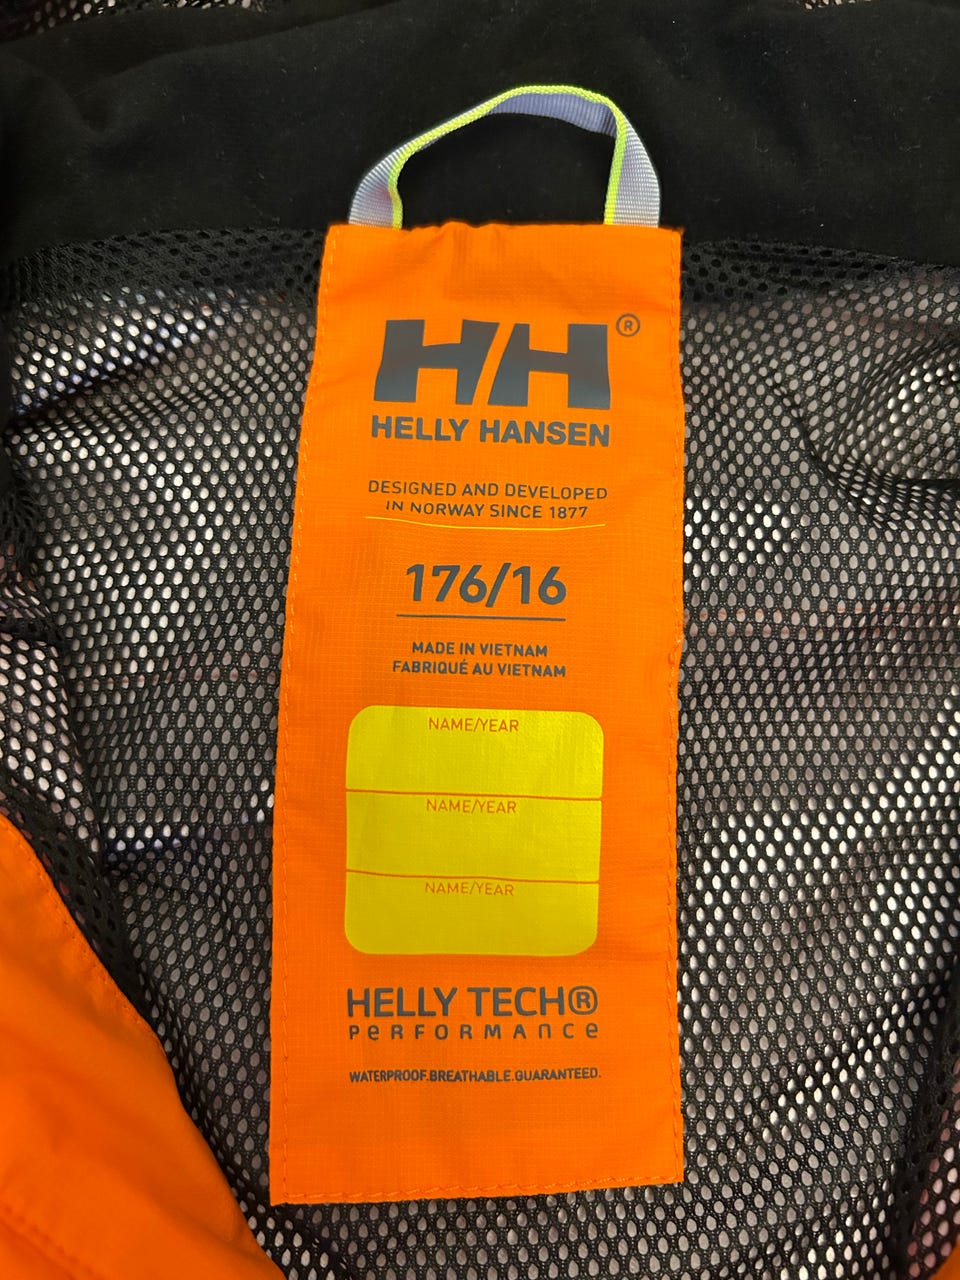 HH®
HELLY HANSEN
DESIGNED AND DEVELOPED
IN NORWAY SINCE 1877
176/16
MADE IN VIETNAM
FABRIQUÉ AU VIETNAM
NAME/YEAR
NAME/YEAR
NAME/YEAR
HELLY TECH®
PERFORMANCE
WATERPROOF.BREATHABLE.GUARANTEED.